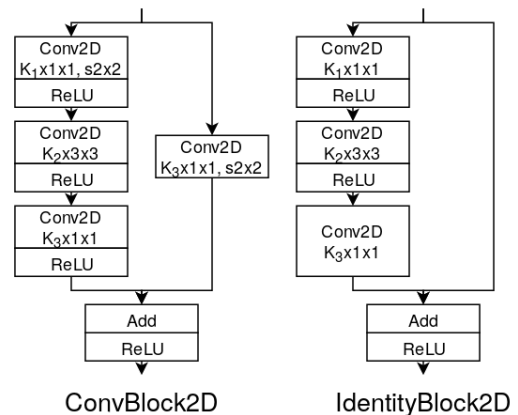 Conv2D
K₁x1x1, s2x2
ReLU
Conv2D
K₂x3x3
ReLU
Conv2D
K₃x1x1
ReLU
Conv2D
K₃x1x1, s2x2
Add
ReLU
ConvBlock2D
Conv2D
K₁x1x1
ReLU
Conv2D
K₂x3x3
ReLU
Conv2D
K₃x1x1
Add
ReLU
IdentityBlock2D